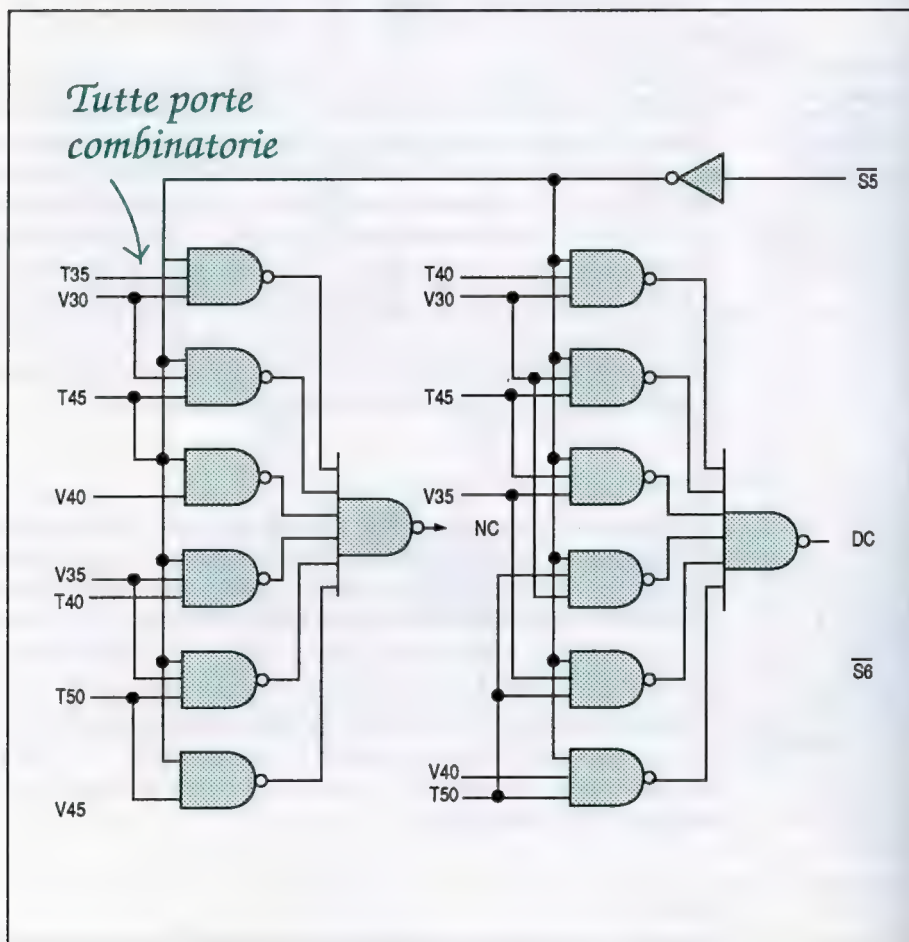 Tutte porte
combinatorie
S5
T35
V30
T40
V30
T45
T45
V40
V35
NC
DC
V35
T40
S6
T50
V40
T50
V45